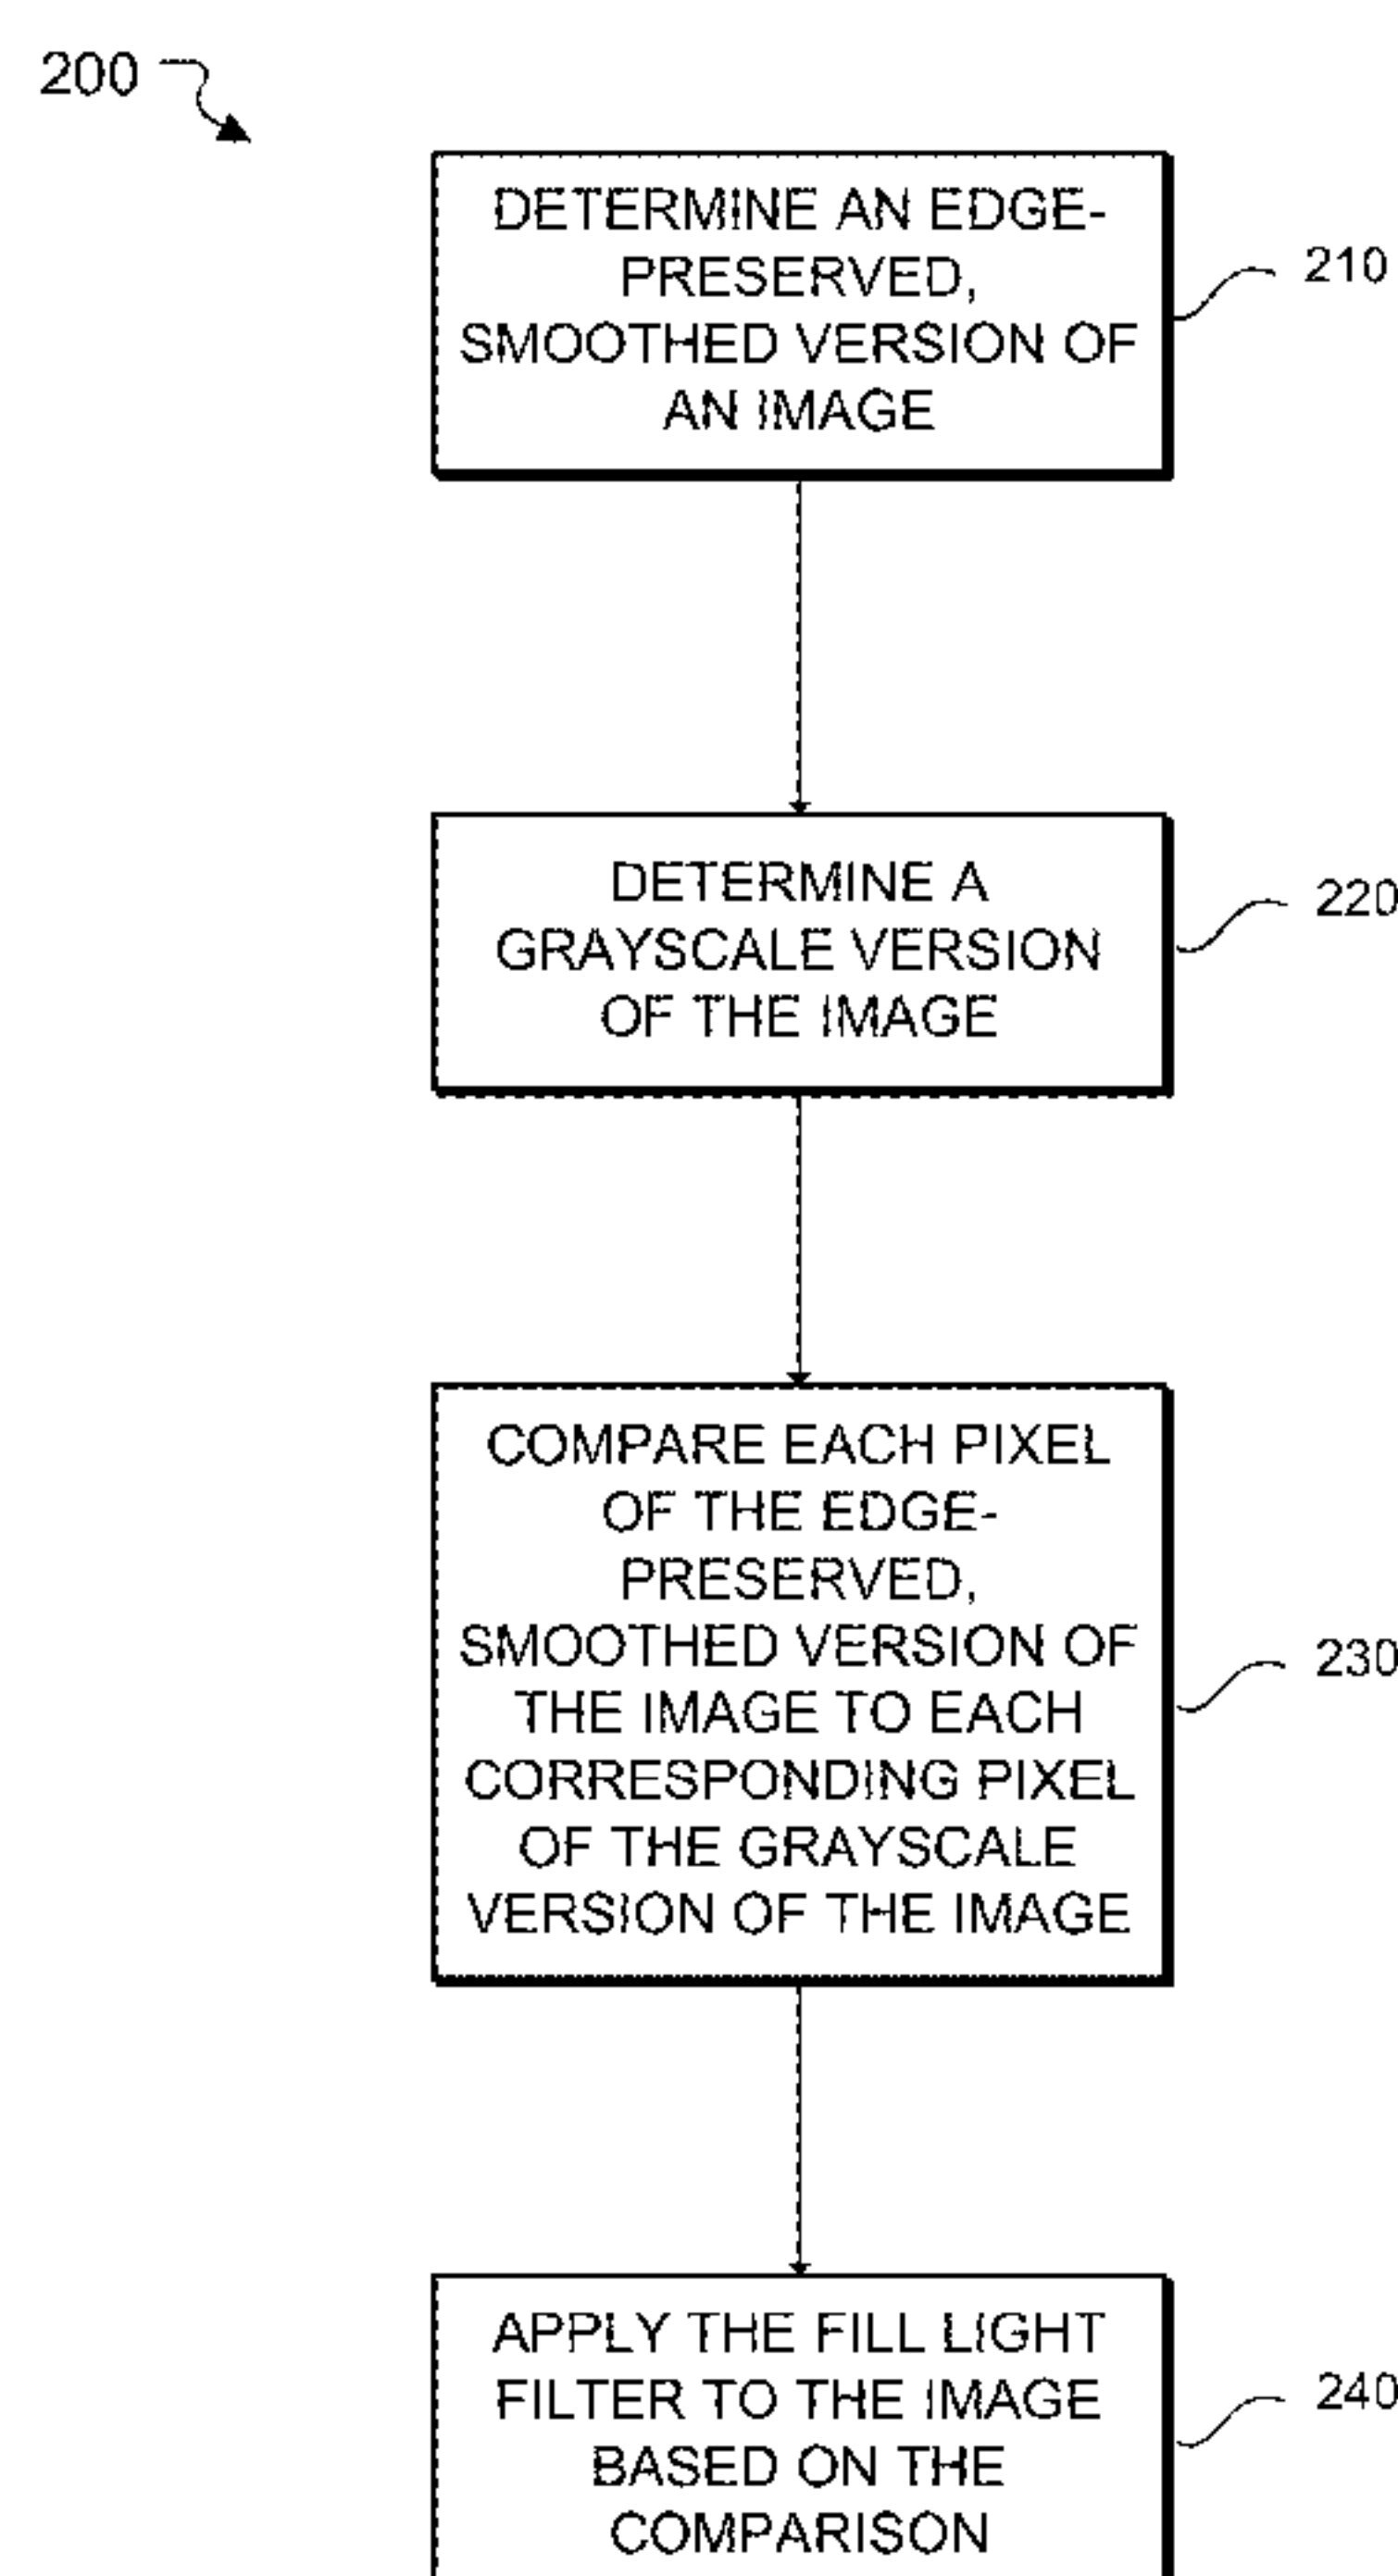 200
DETERMINE AN EDGE-
PRESERVED,
SMOOTHED VERSION OF
AN IMAGE
210
DETERMINE A
GRAYSCALE VERSION
OF THE IMAGE
220
COMPARE EACH PIXEL
OF THE EDGE-
PRESERVED,
SMOOTHED VERSION OF
THE IMAGE TO EACH
CORRESPONDING PIXEL
OF THE GRAYSCALE
VERSION OF THE IMAGE
230
APPLY THE FILL LIGHT
FILTER TO THE IMAGE
BASED ON THE
COMPARISON
240